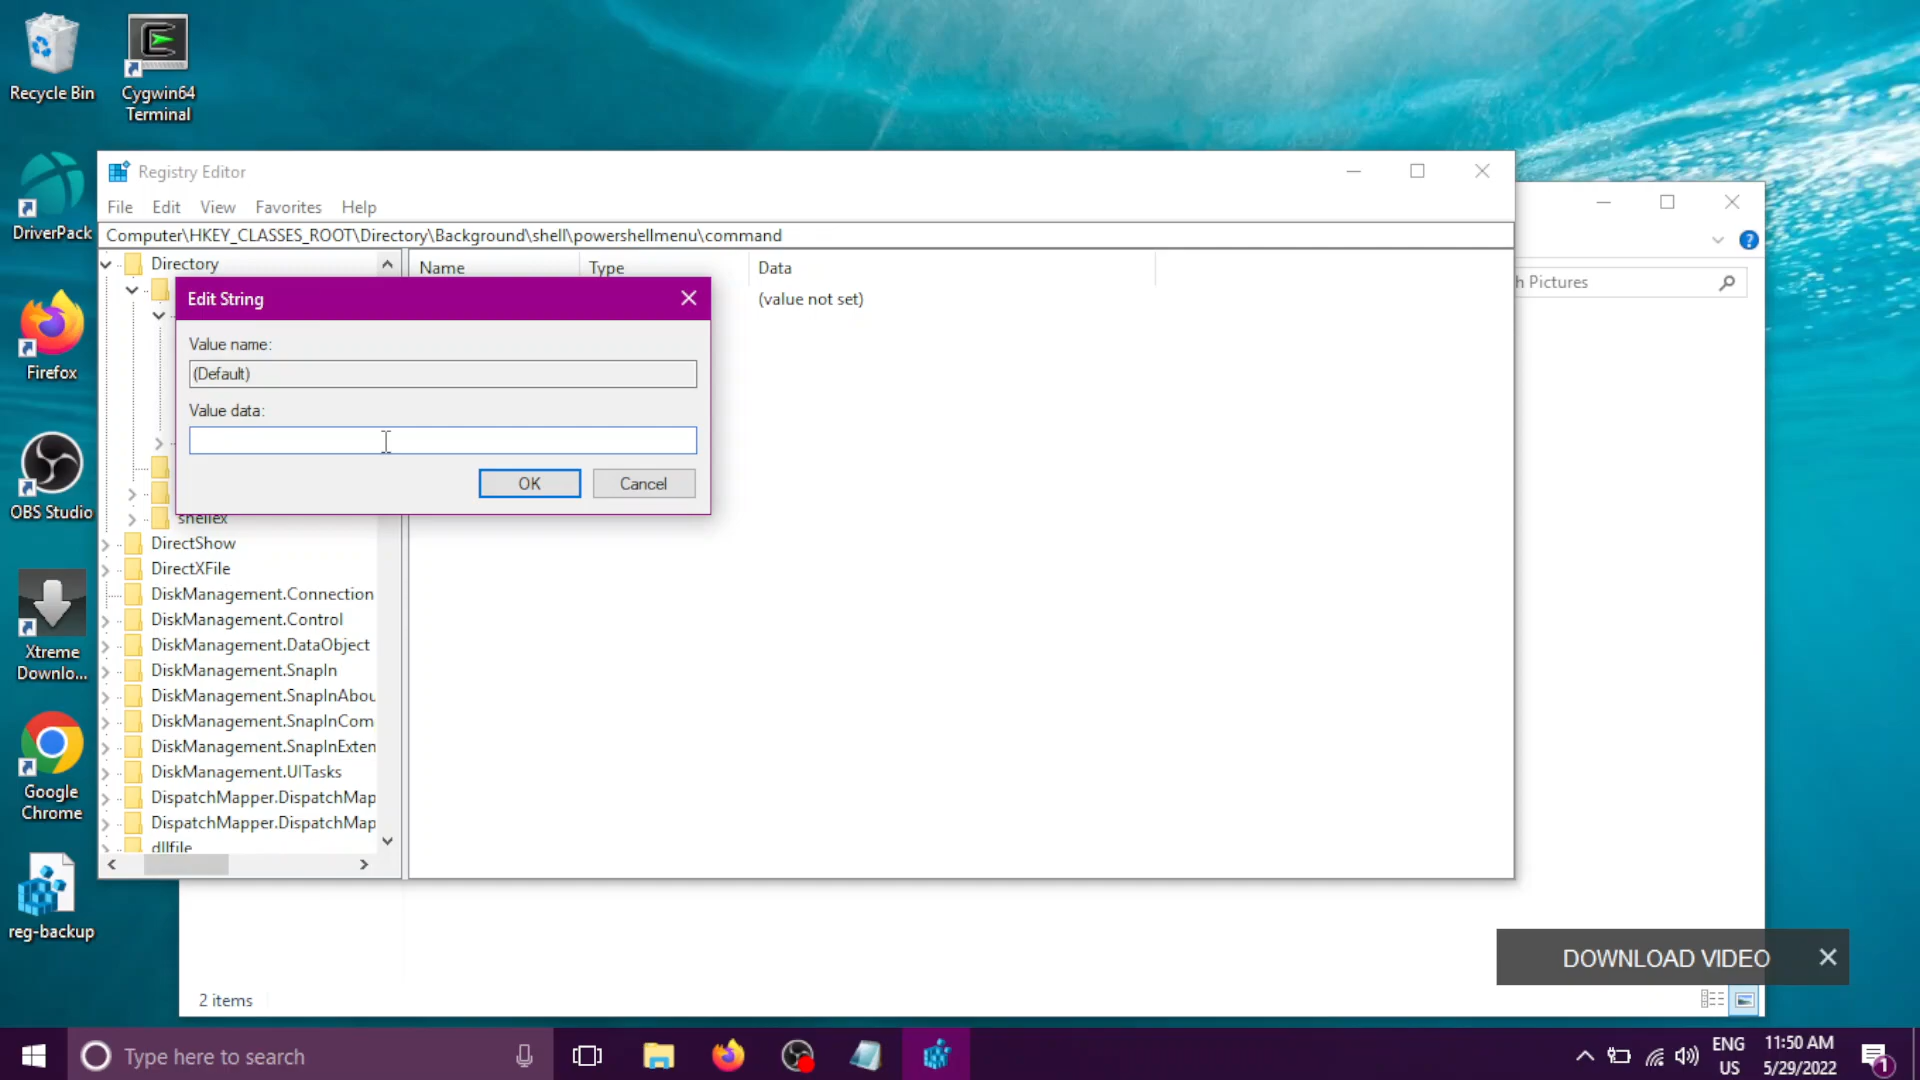 Recycle Bin
Cygwin64
Terminal
DriverPack
Firefox
OBS Studio
Xtreme
Downlo...
Google
Chrome
reg-backup
Registry Editor
File Edit View Favorites Help
Computer\HKEY_CLASSES_ROOT\Directory\Background\shell\powershellmenu\command
Directory
Name Type Data
(value not set)
h Pictures
Edit String
Value name:
(Default)
Value data:
OK Cancel
shellex
DirectShow
DirectXFile
DiskManagement.Connection
DiskManagement.Control
DiskManagement.DataObject
DiskManagement.SnapIn
DiskManagement.SnapInAbou
DiskManagement.SnapInCom
DiskManagement.SnapInExten
DiskManagement.UITasks
DispatchMapper.DispatchMap
DispatchMapper.DispatchMap
dllfile
DOWNLOAD VIDEO
2 items
Type here to search
ENG
US
11:50 AM
5/29/2022
1